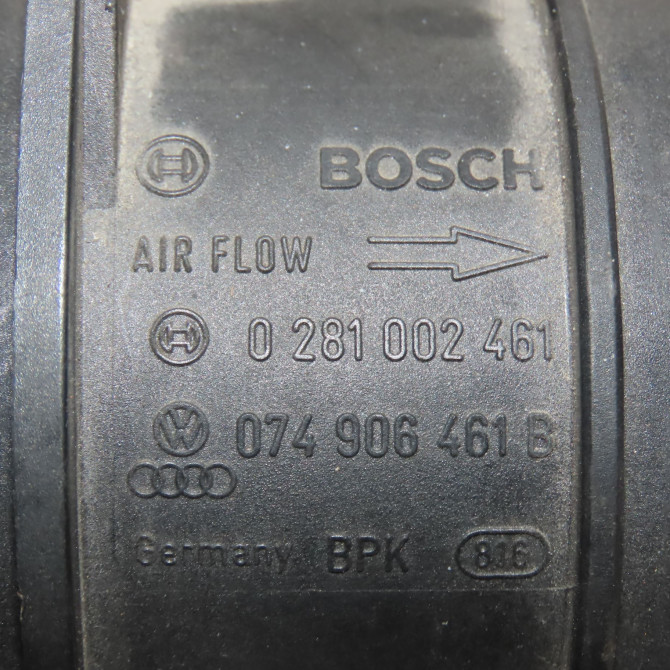 BOSCH
AIR FLOW
0 281 002 461
074 906 461 B
Germany BPK 816